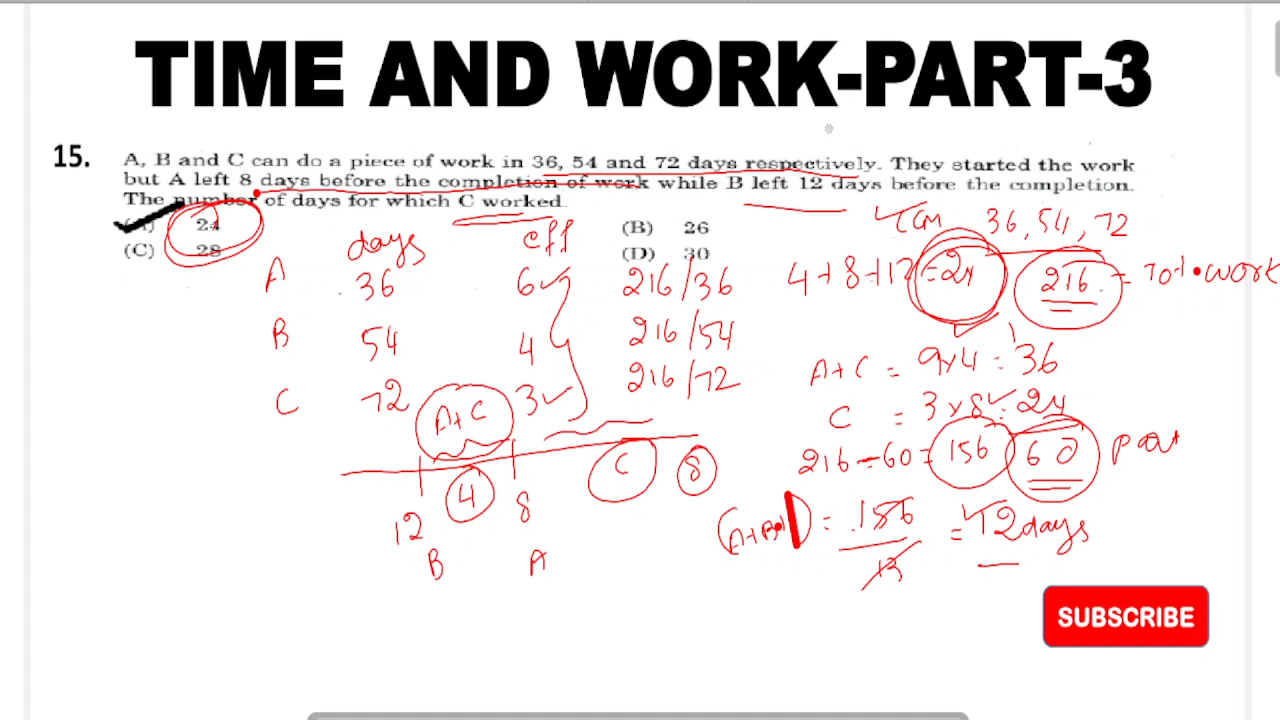 TIME AND WORK-PART-3
15. A, B and C can do a piece of work in 36, 54 and 72 days respectively. They started the work
but A left 8 days before the completion of work while B left 12 days before the completion.
The number of days for which C worked.
(A) 24 (B) 26
(C) 28 (D) 30
LCM 36, 54, 72
days eff
4+8+12=24 216 = Tot. work
A 36 6 216/36
B 54 4 216/54
C 72 3 216/72
A+C = 9x4 = 36
C = 3x8 = 24
A+C
216-60 = 156 60 part
C 8
4
12 8
B A
= 156 = 12 days
13
SUBSCRIBE